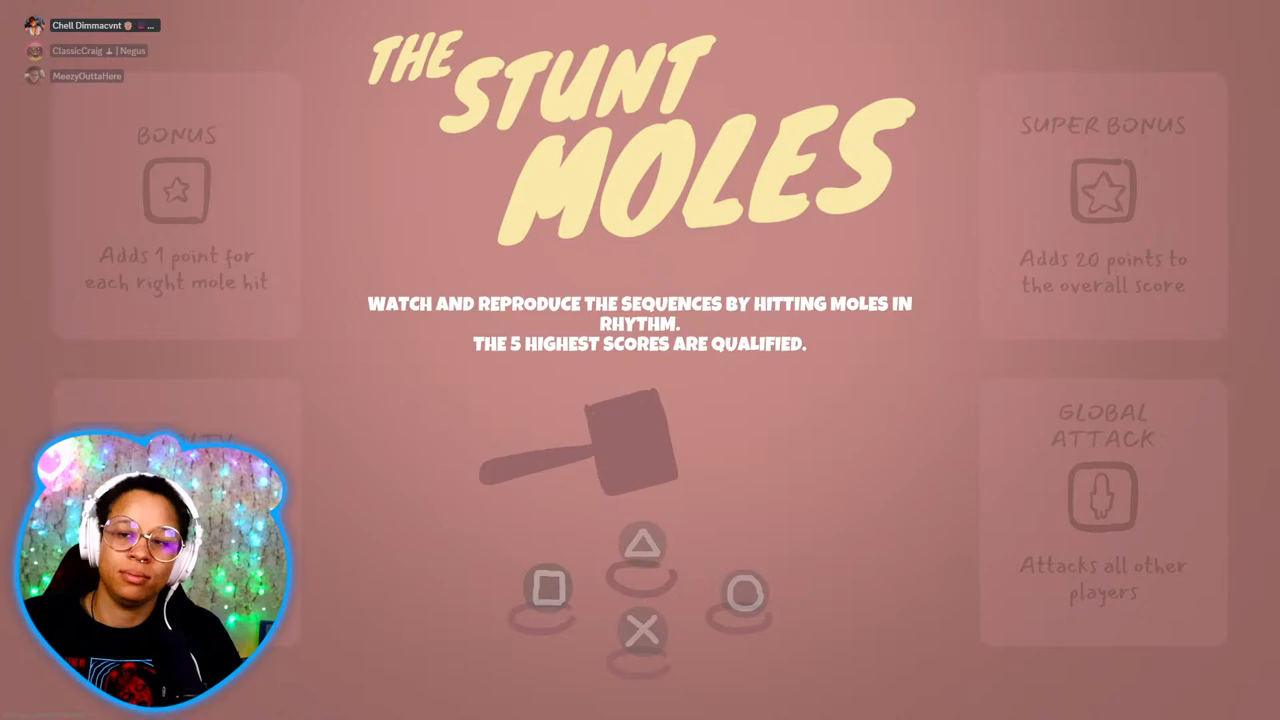 Chell Dimmacvnt
ClassicCraig | Negus
MeezyOuttaHere
THE
STUNT
MOLES
BONUS
Adds 1 point for
each right mole hit
SUPER BONUS
Adds 20 points to
the overall score
WATCH AND REPRODUCE THE SEQUENCES BY HITTING MOLES IN
RHYTHM.
THE 5 HIGHEST SCORES ARE QUALIFIED.
GLOBAL
ATTACK
Attacks all other
players